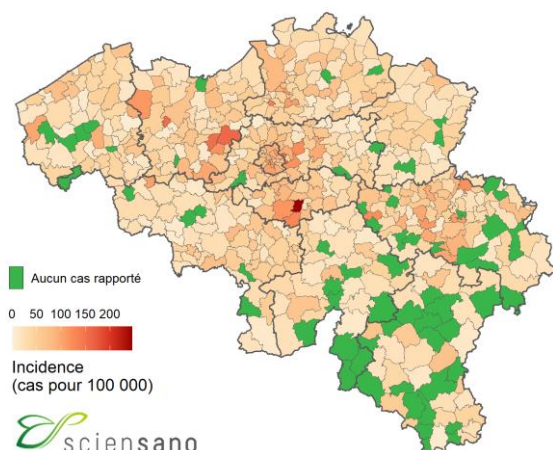 Aucun cas rapporté
0 50 100 150 200
Incidence
(cas pour 100 000)
sciensano